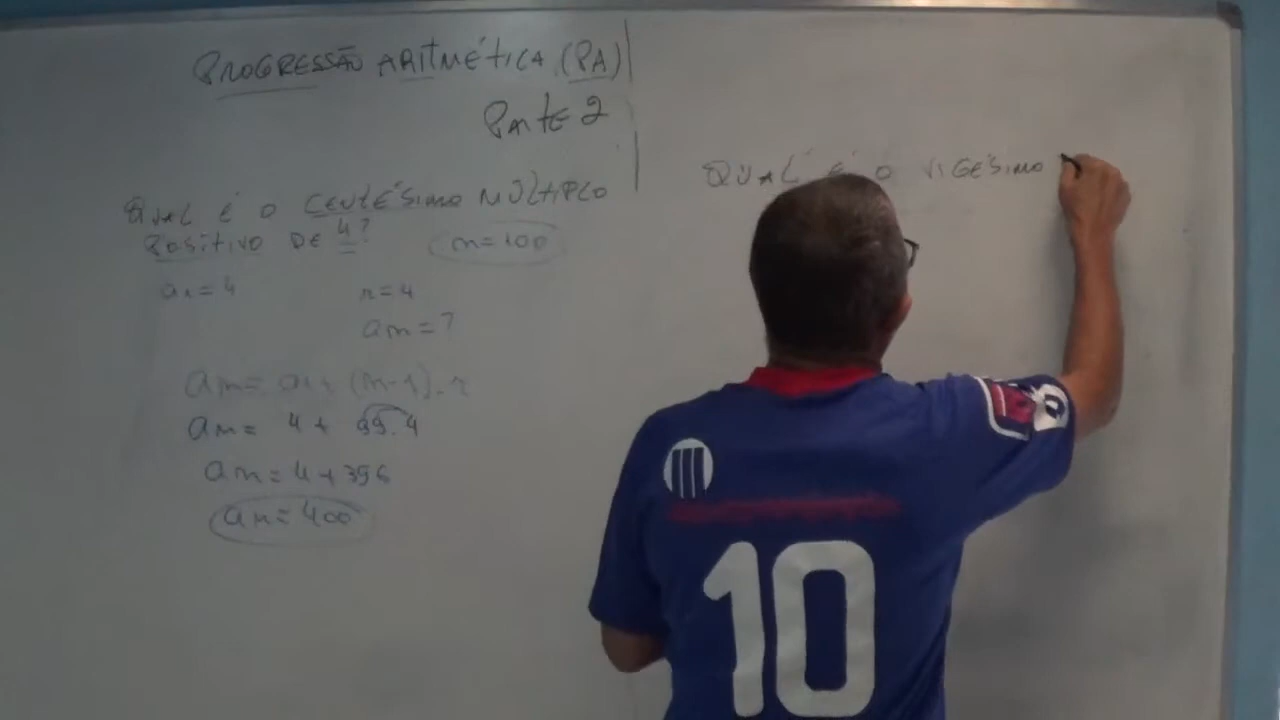 PROGRESSÃO ARITMÉTICA (PA)
PARTE 2
QUAL É O CENTÉSIMO MÚLTIPLO
POSITIVO DE 4?
n=100
a1=4
r=4
an=?
an= a1+(n-1).r
an= 4+ 99.4
an=4+396
an=400
QUAL É O VIGÉSIMO
10